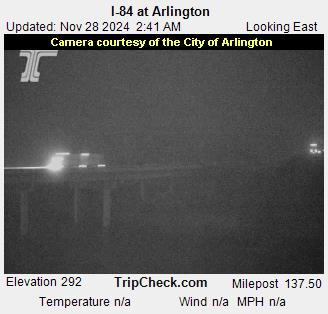 I-84 at Arlington
Updated: Nov 28 2024 2:41 AM Looking East
Camera courtesy of the City of Arlington
Elevation 292 TripCheck.com Milepost 137.50
Temperature n/a Wind n/a MPH n/a